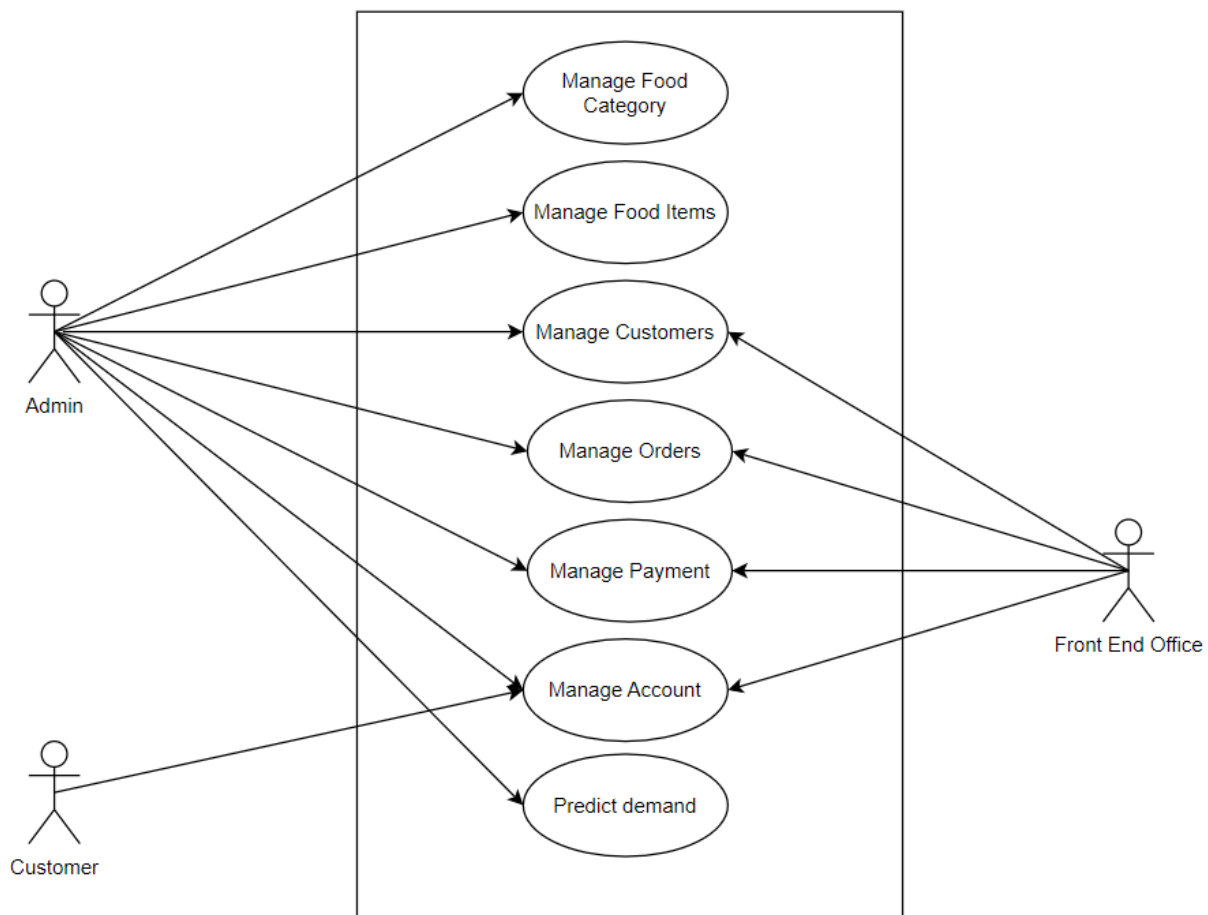 Manage Food
Category
Manage Food Items
Manage Customers
Admin
Manage Orders
Manage Payment
Front End Office
Manage Account
Predict demand
Customer